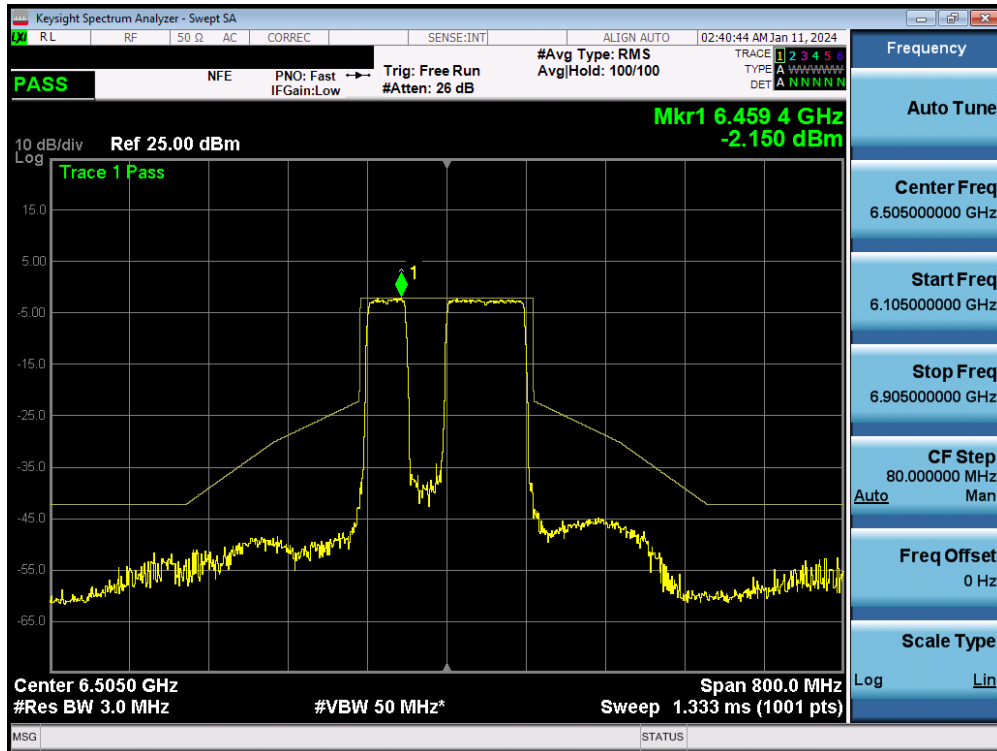 Keysight Spectrum Analyzer - Swept SA
LXI RL RF 50 Ω AC CORREC SENSE:INT ALIGN AUTO 02:40:44 AM Jan 11, 2024
PASS
NFE
PNO: Fast
IFGain:Low
Trig: Free Run
#Atten: 26 dB
#Avg Type: RMS
Avg|Hold: 100/100
TRACE 1 2 3 4 5 6
TYPE A WWWWW
DET A N N N N N
Mkr1 6.459 4 GHz
-2.150 dBm
10 dB/div Ref 25.00 dBm
Log
Trace 1 Pass
15.0
5.00
1
-5.00
-15.0
-25.0
-35.0
-45.0
-55.0
-65.0
Center 6.5050 GHz Span 800.0 MHz
#Res BW 3.0 MHz #VBW 50 MHz* Sweep 1.333 ms (1001 pts)
MSG STATUS
Frequency
Auto Tune
Center Freq
6.505000000 GHz
Start Freq
6.105000000 GHz
Stop Freq
6.905000000 GHz
CF Step
80.000000 MHz
Auto Man
Freq Offset
0 Hz
Scale Type
Log Lin